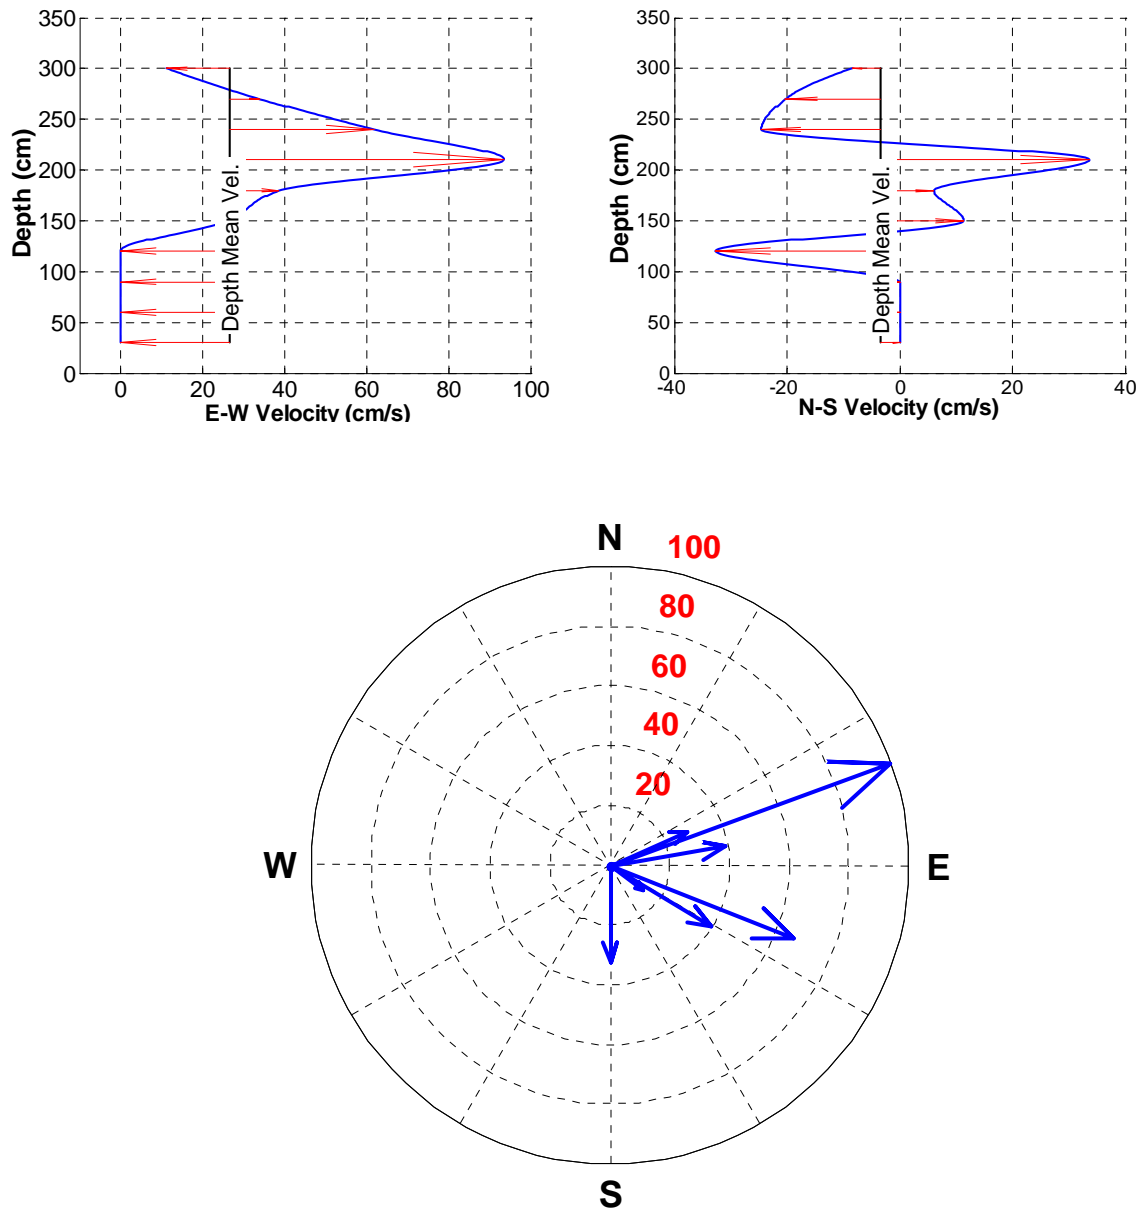 350
300
250
200
150
100
50
0
Depth (cm)
Depth Mean Vel.
0 20 40 60 80 100
E-W Velocity (cm/s)
350
300
250
200
150
100
50
0
Depth (cm)
Depth Mean Vel.
-40 -20 0 20 40
N-S Velocity (cm/s)
N 100
80
60
40
20
W E
S